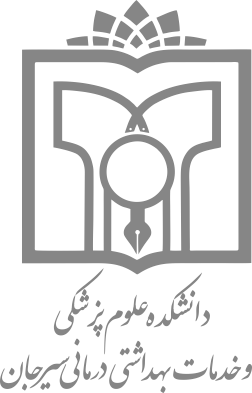 دانشکده علوم پزشکی
و خدمات بهداشتی درمانی سیرجان